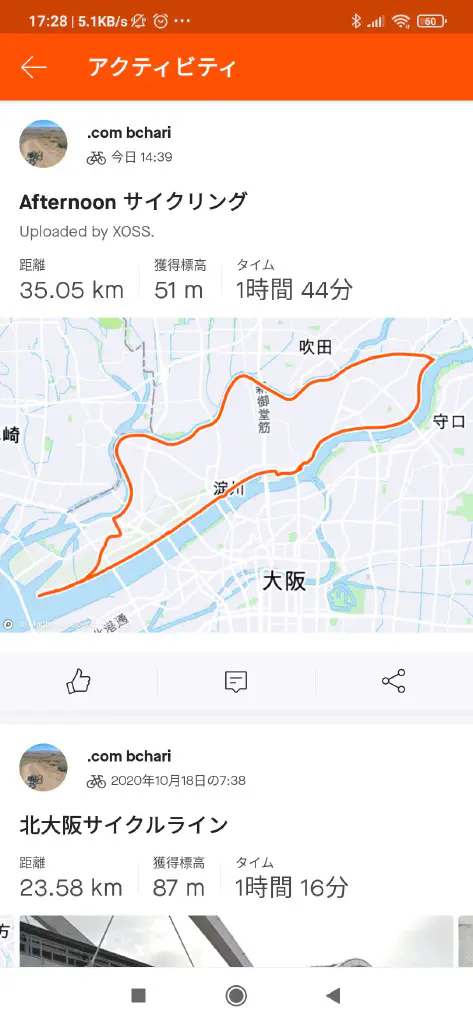 17:28 | 5.1KB/s
60
アクティビティ
.com bchari
今日 14:39
Afternoon サイクリング
Uploaded by XOSS.
距離
獲得標高
タイム
35.05 km
51 m
1時間 44分
吹田
新御堂筋
守口
崎
淀川
大阪
港通
.com bchari
2020年10月18日の7:38
北大阪サイクルライン
距離
獲得標高
タイム
23.58 km
87 m
1時間 16分
方